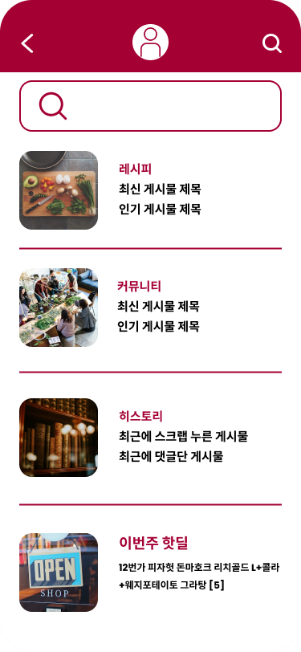 레시피
최신 게시물 제목
인기 게시물 제목
커뮤니티
최신 게시물 제목
인기 게시물 제목
히스토리
최근에 스크랩 누른 게시물
최근에 댓글단 게시물
이번주 핫딜
OPEN
SHOP
12번가 피자헛 돈마호크 리치골드 L+콜라
+웨지포테이토 그라탕 [5]